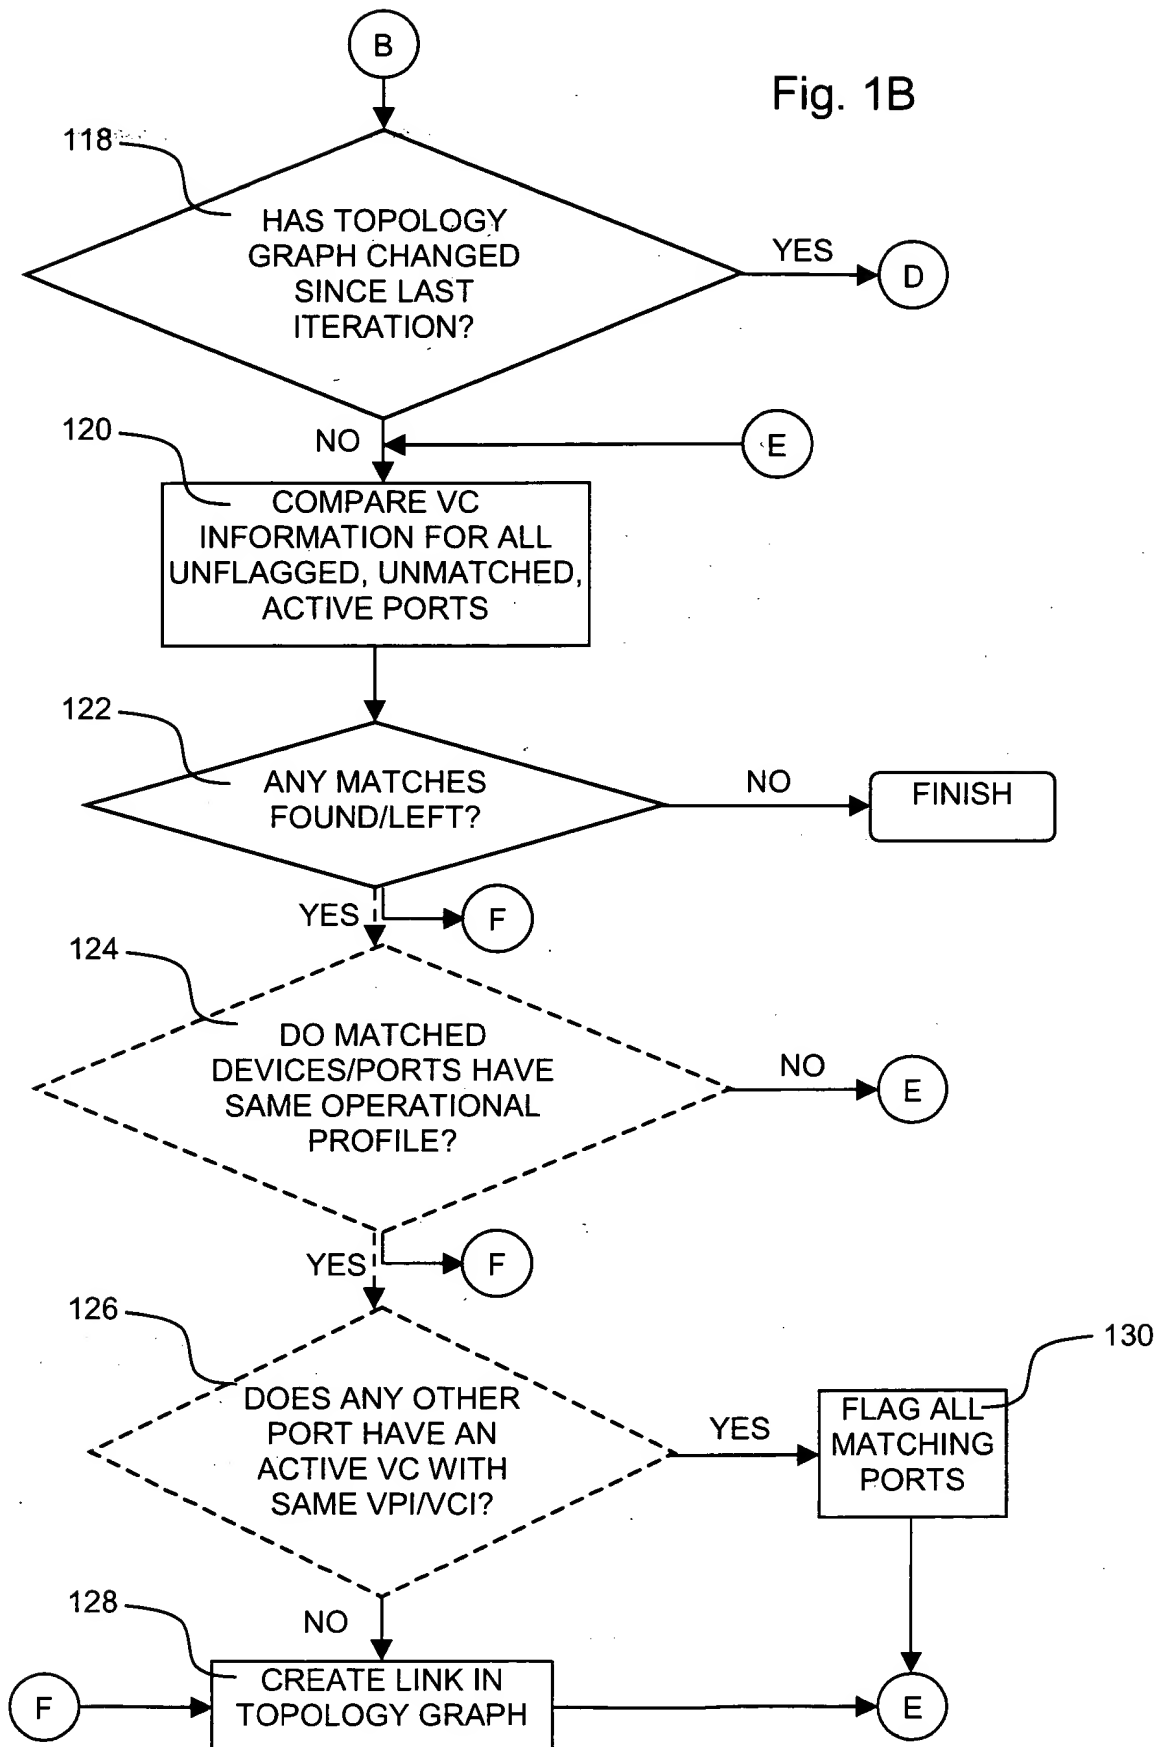 B
Fig. 1B
118
HAS TOPOLOGY
GRAPH CHANGED
SINCE LAST
ITERATION?
YES
D
NO
E
120
COMPARE VC
INFORMATION FOR ALL
UNFLAGGED, UNMATCHED,
ACTIVE PORTS
122
ANY MATCHES
FOUND/LEFT?
NO
FINISH
YES
F
124
DO MATCHED
DEVICES/PORTS HAVE
SAME OPERATIONAL
PROFILE?
NO
E
YES
F
126
DOES ANY OTHER
PORT HAVE AN
ACTIVE VC WITH
SAME VPI/VCI?
YES
130
FLAG ALL
MATCHING
PORTS
NO
128
F
CREATE LINK IN
TOPOLOGY GRAPH
E